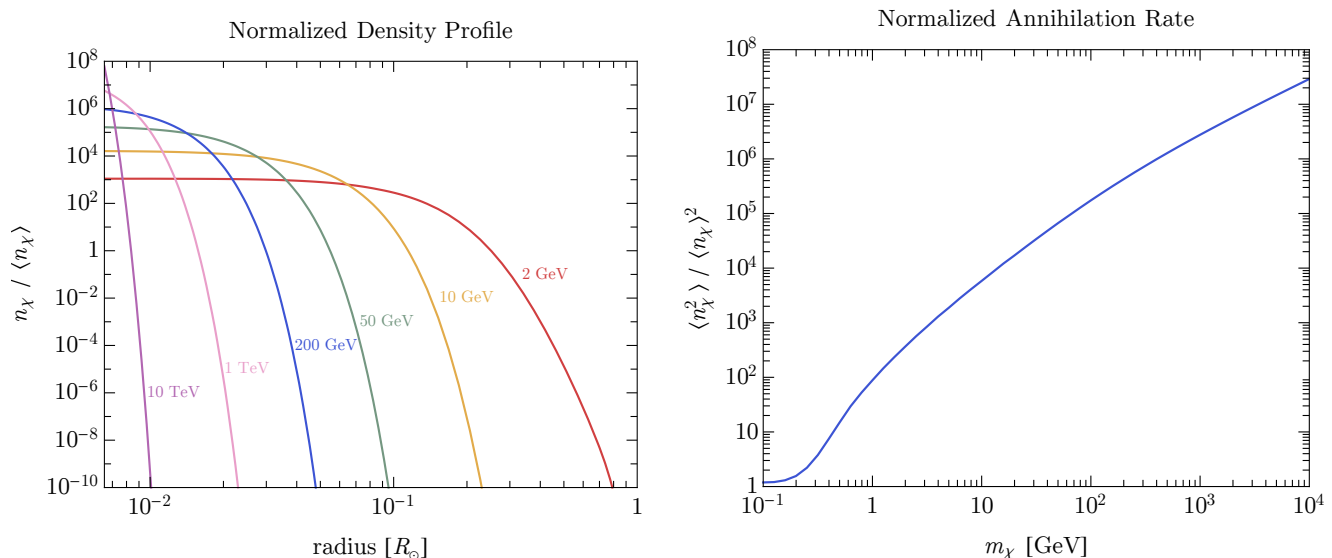 Normalized Density Profile
n_χ / ⟨n_χ⟩
10^8
10^6
10^4
10^2
1
10^−2
10^−4
10^−6
10^−8
10^−10
2 GeV
10 GeV
50 GeV
200 GeV
1 TeV
10 TeV
10^−2
10^−1
1
radius [R_⊙]
Normalized Annihilation Rate
⟨n_χ^2⟩ / ⟨n_χ⟩^2
10^8
10^7
10^6
10^5
10^4
10^3
10^2
10
1
10^−1
1
10
10^2
10^3
10^4
m_χ [GeV]